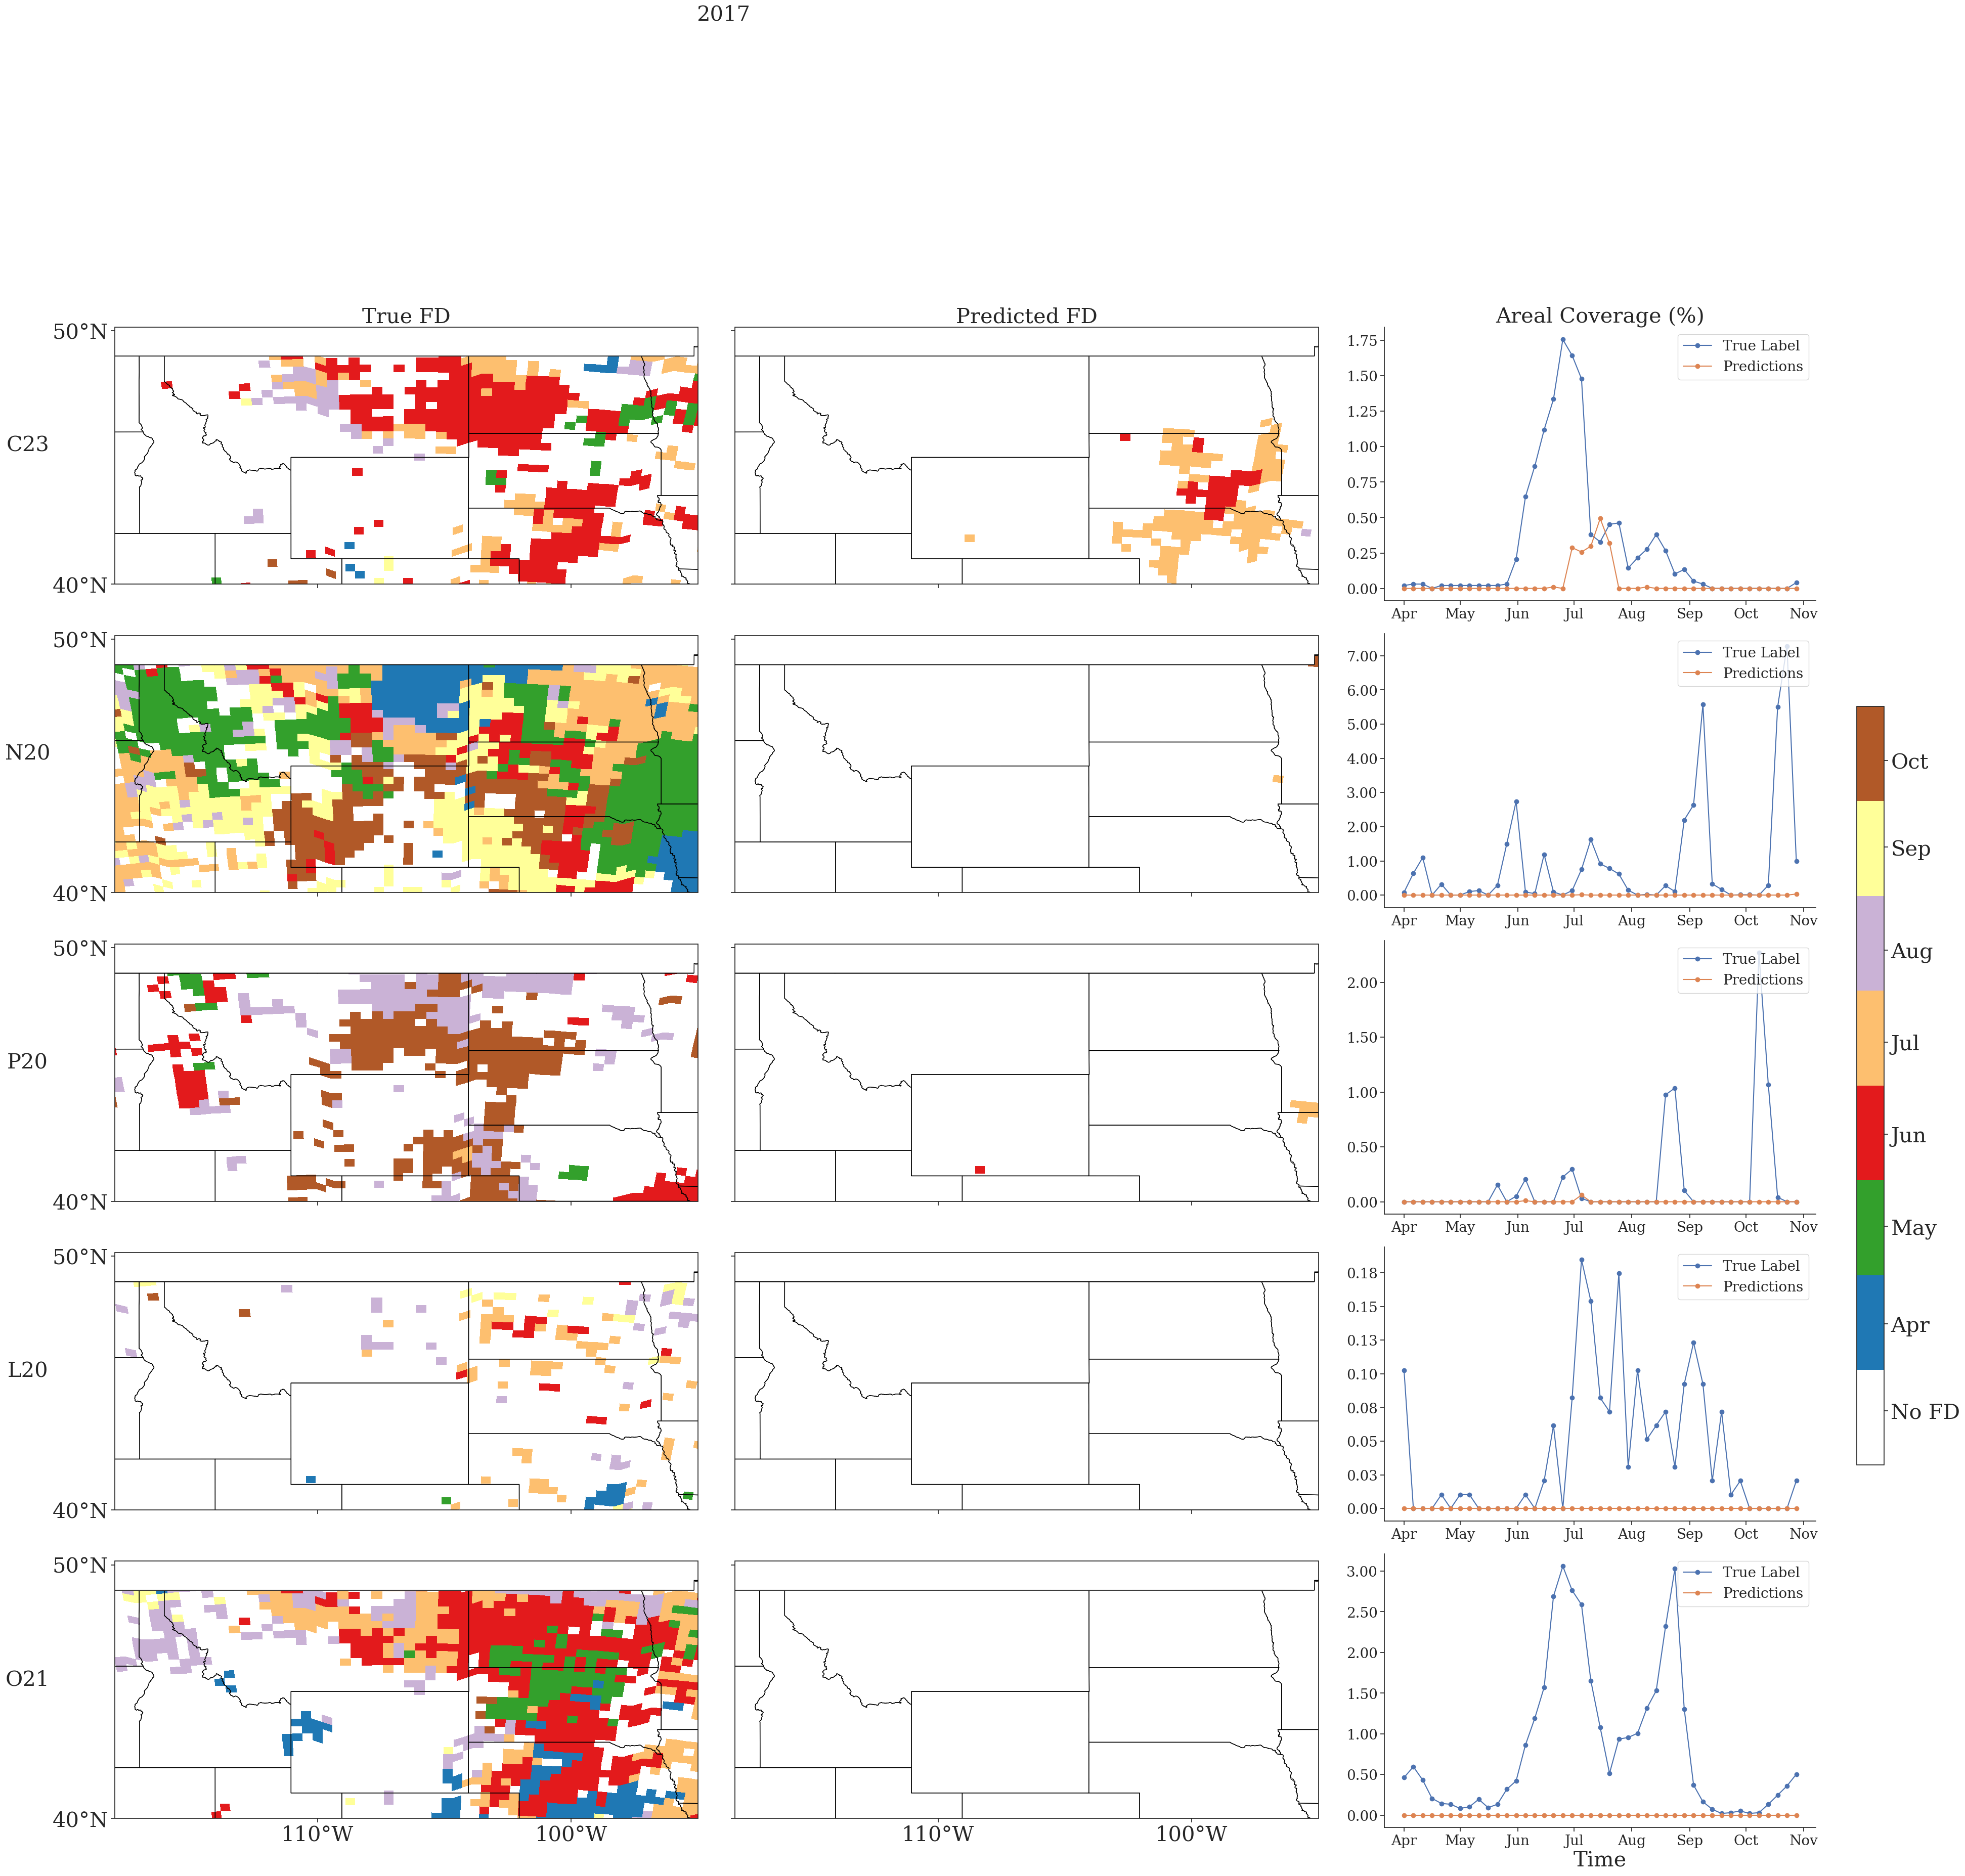 2017
True FD
Predicted FD
Areal Coverage (%)
C23
50°N
40°N
1.75
1.50
1.25
1.00
0.75
0.50
0.25
0.00
True Label
Predictions
Apr May Jun Jul Aug Sep Oct Nov
N20
50°N
40°N
7.00
6.00
5.00
4.00
3.00
2.00
1.00
0.00
True Label
Predictions
Apr May Jun Jul Aug Sep Oct Nov
P20
50°N
40°N
2.00
1.50
1.00
0.50
0.00
True Label
Predictions
Apr May Jun Jul Aug Sep Oct Nov
L20
50°N
40°N
0.18
0.15
0.13
0.10
0.08
0.05
0.03
0.00
True Label
Predictions
Apr May Jun Jul Aug Sep Oct Nov
O21
50°N
40°N
110°W 100°W
110°W 100°W
3.00
2.50
2.00
1.50
1.00
0.50
0.00
True Label
Predictions
Apr May Jun Jul Aug Sep Oct Nov
Time
Oct
Sep
Aug
Jul
Jun
May
Apr
No FD